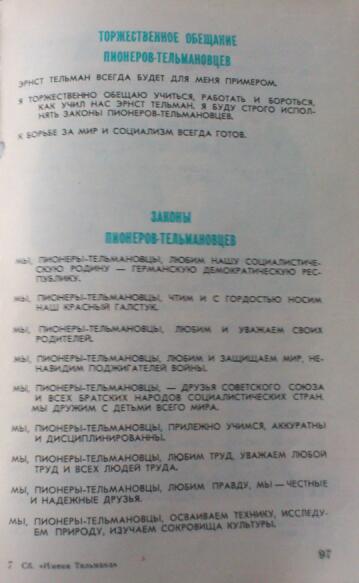 ТОРЖЕСТВЕННОЕ ОБЕЩАНИЕ
ПИОНЕРОВ-ТЕЛЬМАНОВЦЕВ
ЭРНСТ ТЕЛЬМАН ВСЕГДА БУДЕТ ДЛЯ МЕНЯ ПРИМЕРОМ.
Я ТОРЖЕСТВЕННО ОБЕЩАЮ УЧИТЬСЯ, РАБОТАТЬ И БОРОТЬСЯ,
КАК УЧИЛ НАС ЭРНСТ ТЕЛЬМАН. Я БУДУ СТРОГО ИСПОЛ-
НЯТЬ ЗАКОНЫ ПИОНЕРОВ-ТЕЛЬМАНОВЦЕВ.
К БОРЬБЕ ЗА МИР И СОЦИАЛИЗМ ВСЕГДА ГОТОВ.
ЗАКОНЫ
ПИОНЕРОВ-ТЕЛЬМАНОВЦЕВ
МЫ, ПИОНЕРЫ-ТЕЛЬМАНОВЦЫ, ЛЮБИМ НАШУ СОЦИАЛИСТИЧЕ-
СКУЮ РОДИНУ — ГЕРМАНСКУЮ ДЕМОКРАТИЧЕСКУЮ РЕС-
ПУБЛИКУ.
МЫ, ПИОНЕРЫ-ТЕЛЬМАНОВЦЫ, ЧТИМ И С ГОРДОСТЬЮ НОСИМ
НАШ КРАСНЫЙ ГАЛСТУК.
МЫ, ПИОНЕРЫ-ТЕЛЬМАНОВЦЫ, ЛЮБИМ И УВАЖАЕМ СВОИХ
РОДИТЕЛЕЙ.
МЫ, ПИОНЕРЫ-ТЕЛЬМАНОВЦЫ, ЛЮБИМ И ЗАЩИЩАЕМ МИР, НЕ-
НАВИДИМ ПОДЖИГАТЕЛЕЙ ВОЙНЫ.
МЫ, ПИОНЕРЫ-ТЕЛЬМАНОВЦЫ, — ДРУЗЬЯ СОВЕТСКОГО СОЮЗА
И ВСЕХ БРАТСКИХ НАРОДОВ СОЦИАЛИСТИЧЕСКИХ СТРАН.
МЫ ДРУЖИМ С ДЕТЬМИ ВСЕГО МИРА.
МЫ, ПИОНЕРЫ-ТЕЛЬМАНОВЦЫ, ПРИЛЕЖНО УЧИМСЯ, АККУРАТНЫ
И ДИСЦИПЛИНИРОВАННЫ.
МЫ, ПИОНЕРЫ-ТЕЛЬМАНОВЦЫ, ЛЮБИМ ТРУД, УВАЖАЕМ ЛЮБОЙ
ТРУД И ВСЕХ ЛЮДЕЙ ТРУДА.
МЫ, ПИОНЕРЫ-ТЕЛЬМАНОВЦЫ, ЛЮБИМ ПРАВДУ, МЫ — ЧЕСТНЫЕ
И НАДЕЖНЫЕ ДРУЗЬЯ.
МЫ, ПИОНЕРЫ-ТЕЛЬМАНОВЦЫ, ОСВАИВАЕМ ТЕХНИКУ, ИССЛЕДУ-
ЕМ ПРИРОДУ, ИЗУЧАЕМ СОКРОВИЩА КУЛЬТУРЫ.
7 Сб. «Имени Тельмана» 97